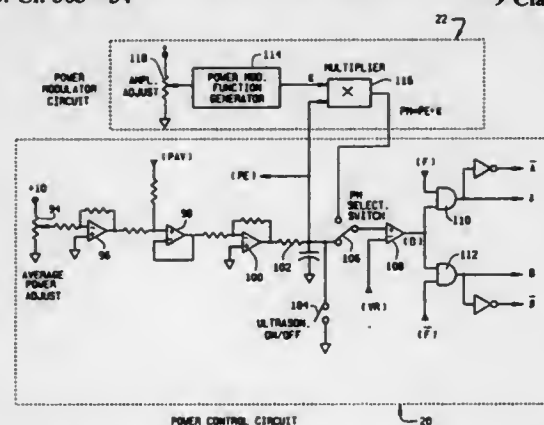 22
118
114
MULTIPLIER
POWER
MODULATOR
CIRCUIT
AMPL.
ADJUST
POWER MOD.
FUNCTION
GENERATOR
116
PM=PE+K
(PAV)
(PE)
PM
SELECT.
SWITCH
(F)
Ā
110
+10
94
98
96
100
102
106
108
(D)
112
B
AVERAGE
POWER
ADJUST
104
ULTRASON.
ON/OFF
(VR)
(F̄)
B̄
POWER CONTROL CIRCUIT
20